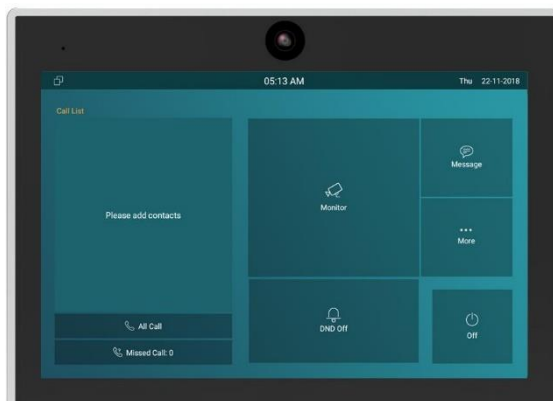 05:13 AM
Thu 22-11-2018
Call List
Please add contacts
All Call
Missed Call: 0
Monitor
Message
More
DND Off
Off